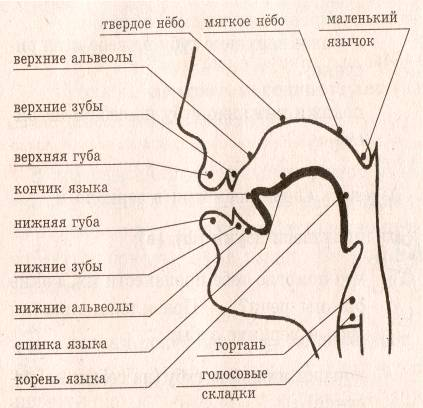 твердое нёбо
мягкое нёбо
маленький
язычок
верхние альвеолы
верхние зубы
верхняя губа
кончик языка
нижняя губа
нижние зубы
нижние альвеолы
спинка языка
корень языка
гортань
голосовые
складки